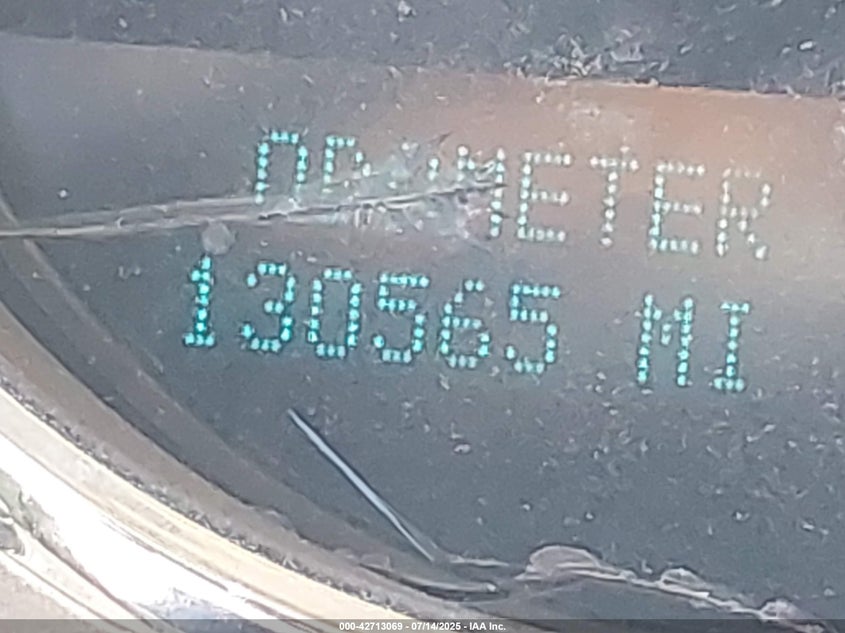 ODOMETER
130565 MI
000-42713069 - 07/14/2025 - IAA Inc.